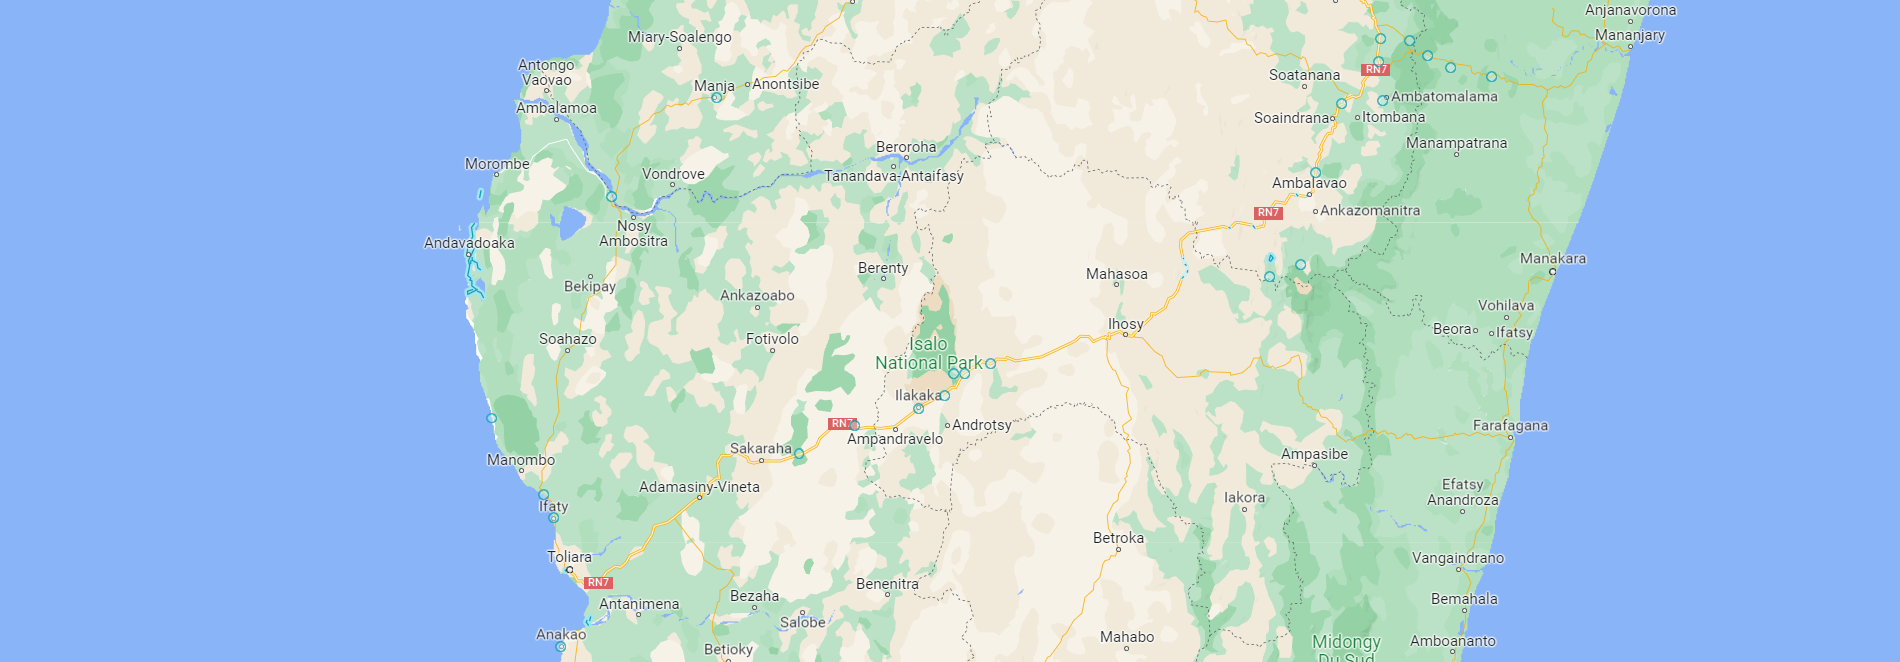 Anjanavorona
Mananjary
Miary-Soalengo
Antongo
Vaovao
Soatanana
RN7
Manja
Anontsibe
Ambatomalama
Ambalamoa
Soaindrana
Itombana
Manampatrana
Beroroha
Morombe
Vondrove
Tanandava-Antaifasy
Ambalavao
RN7
Ankazomanitra
Nosy
Ambositra
Andavadoaka
Manakara
Berenty
Mahasoa
Bekipay
Ankazoabo
Vohilava
Ihosy
Beora
Ifatsy
Soahazo
Fotivolo
Isalo
National Park
Ilakaka
RN7
Androtsy
Farafagana
Ampandravelo
Sakaraha
Manombo
Ampasibe
Adamasiny-Vineta
Efatsy
Anandroza
Iakora
Ifaty
Betroka
Toliara
Vangaindrano
RN7
Benenitra
Bezaha
Antanimena
Bemahala
Salobe
Anakao
Mahabo
Midongy
Du Sud
Amboananto
Betioky